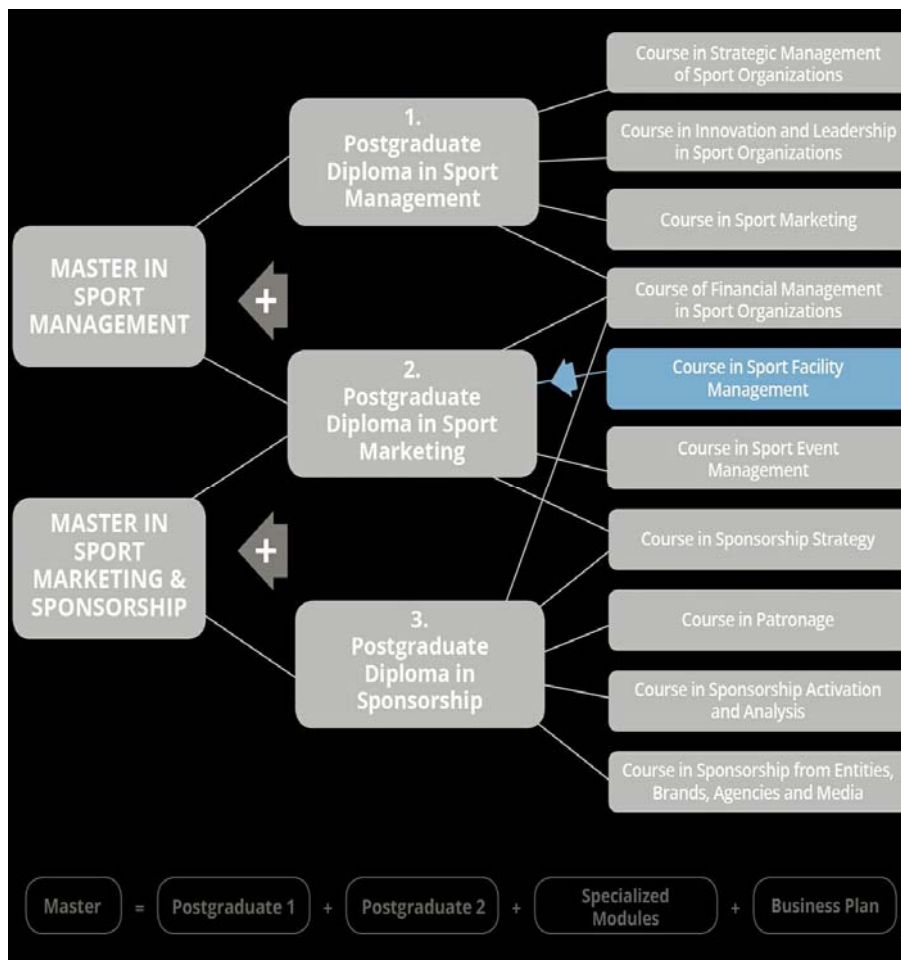 Course in Strategic Management
of Sport Organizations
1.
Postgraduate
Diploma in Sport
Management
Course in Innovation and Leadership
in Sport Organizations
Course in Sport Marketing
MASTER IN
SPORT
MANAGEMENT
+
Course of Financial Management
in Sport Organizations
2.
Postgraduate
Diploma in Sport
Marketing
Course in Sport Facility
Management
Course in Sport Event
Management
MASTER IN
SPORT
MARKETING &
SPONSORSHIP
+
Course in Sponsorship Strategy
3.
Postgraduate
Diploma in
Sponsorship
Course in Patronage
Course in Sponsorship Activation
and Analysis
Course in Sponsorship from Entities,
Brands, Agencies and Media
Master = Postgraduate 1 + Postgraduate 2 + Specialized
Modules + Business Plan